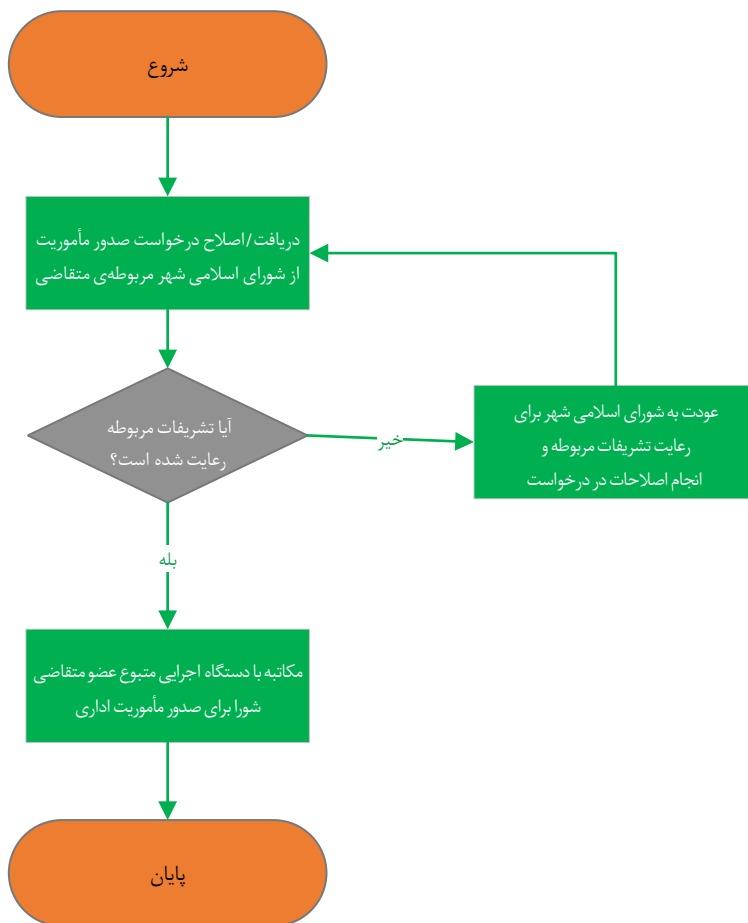 شروع
دریافت/اصلاح درخواست صدور مأموریت
از شورای اسلامی شهر مربوطه‌ی متقاضی
آیا تشریفات مربوطه
رعایت شده است؟
خیر
عودت به شورای اسلامی شهر برای
رعایت تشریفات مربوطه و
انجام اصلاحات در درخواست
بله
مکاتبه با دستگاه اجرایی متبوع عضو متقاضی
شورا برای صدور مأموریت اداری
پایان